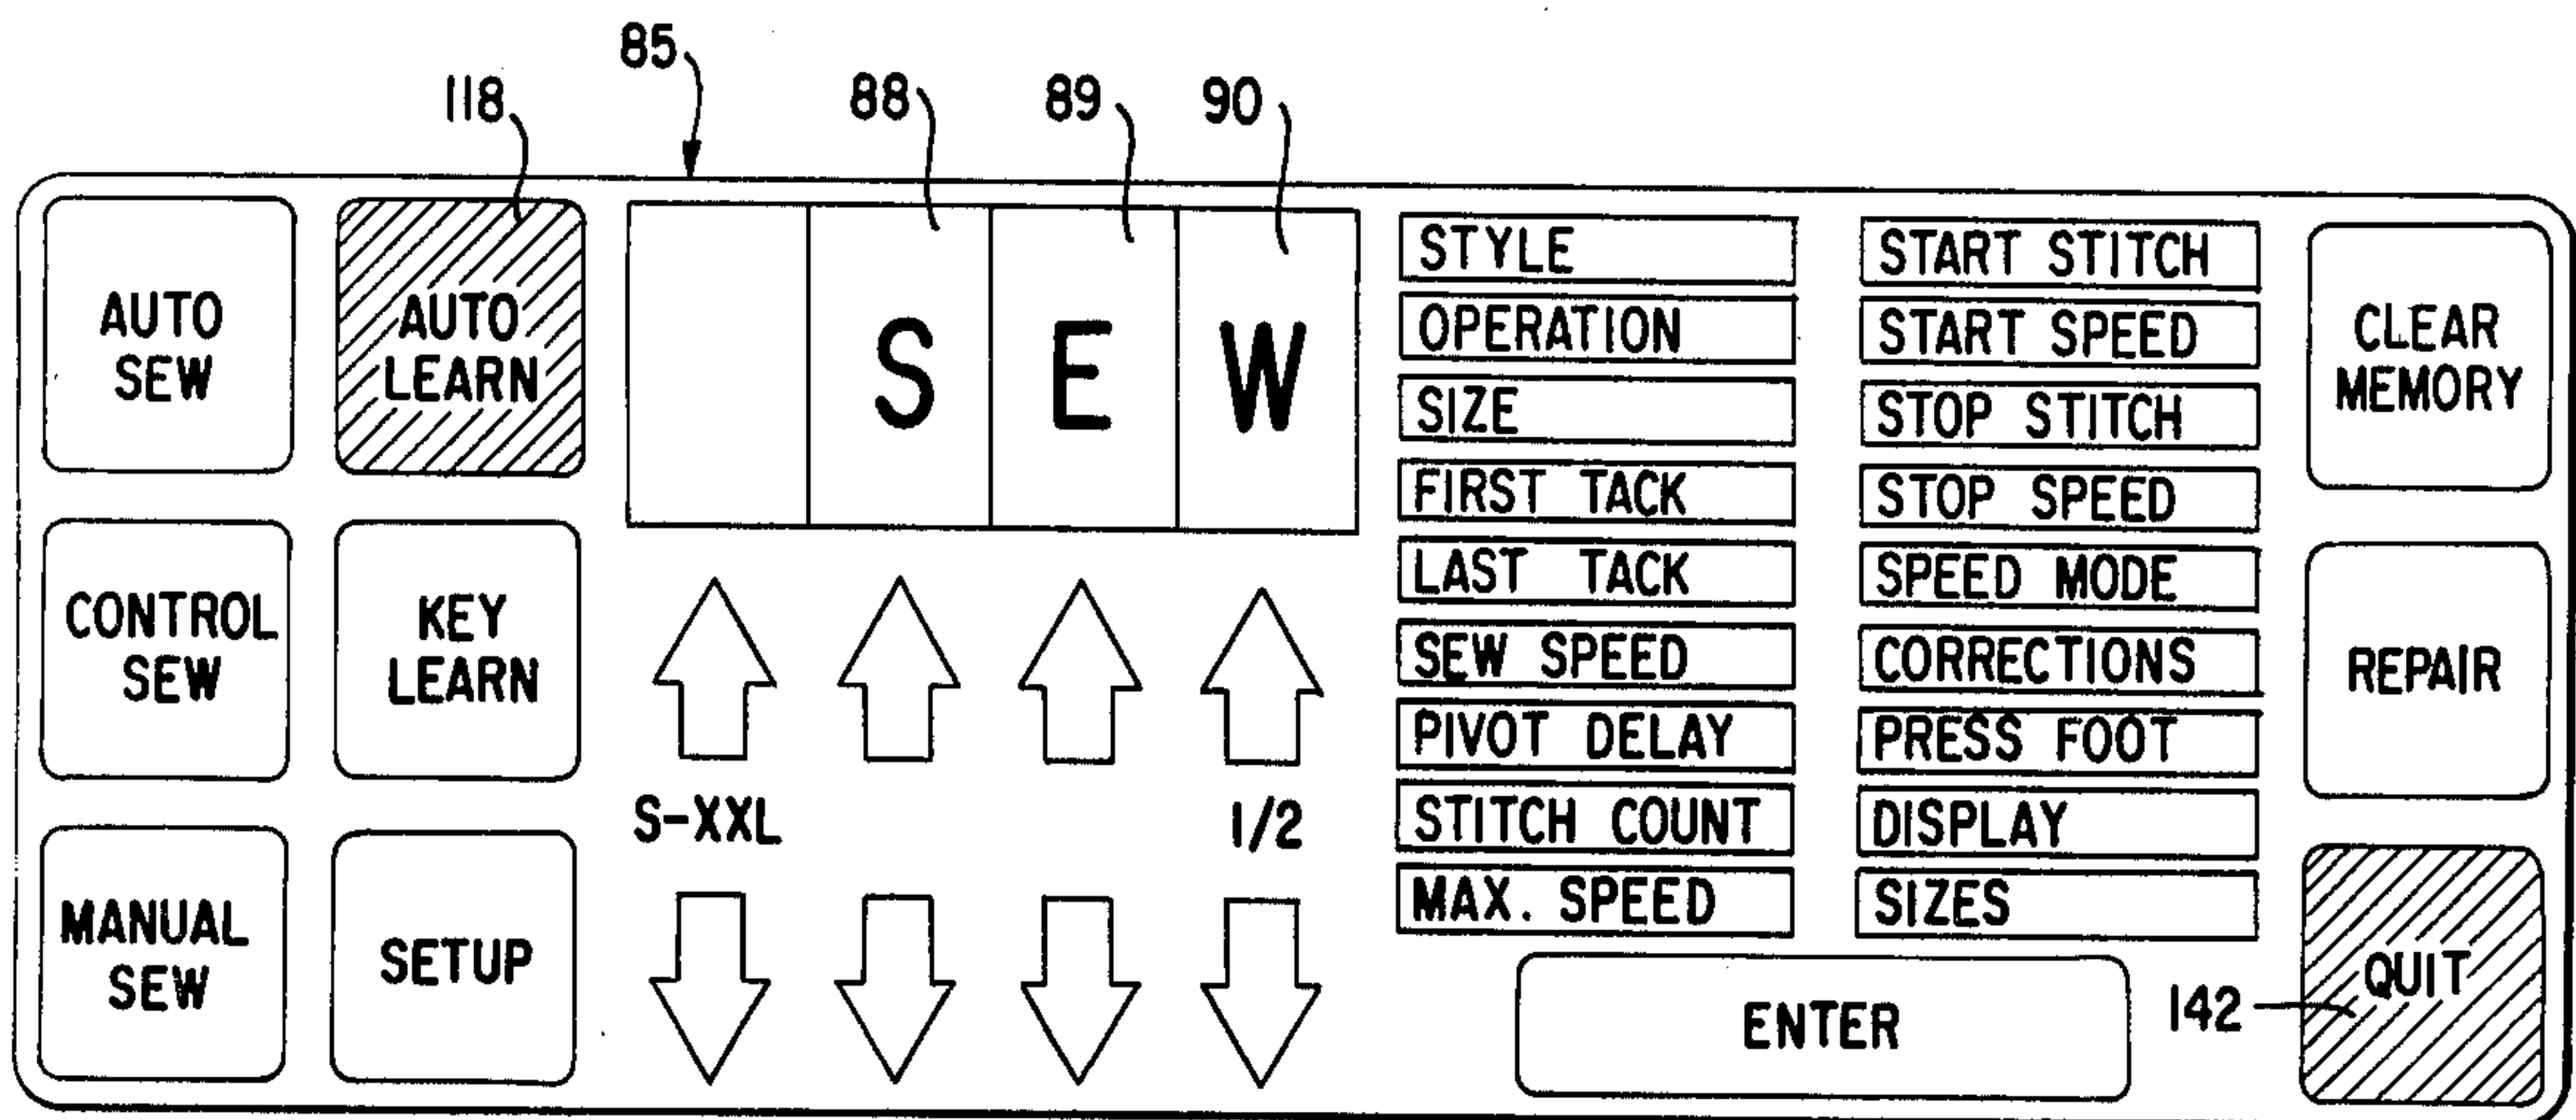 85
118
88
89
90
AUTO
SEW
AUTO
LEARN
S E W
STYLE
START STITCH
OPERATION
START SPEED
SIZE
STOP STITCH
FIRST TACK
STOP SPEED
LAST TACK
SPEED MODE
SEW SPEED
CORRECTIONS
PIVOT DELAY
PRESS FOOT
STITCH COUNT
DISPLAY
MAX. SPEED
SIZES
CLEAR
MEMORY
CONTROL
SEW
KEY
LEARN
REPAIR
S-XXL
1/2
MANUAL
SEW
SETUP
ENTER
142
QUIT